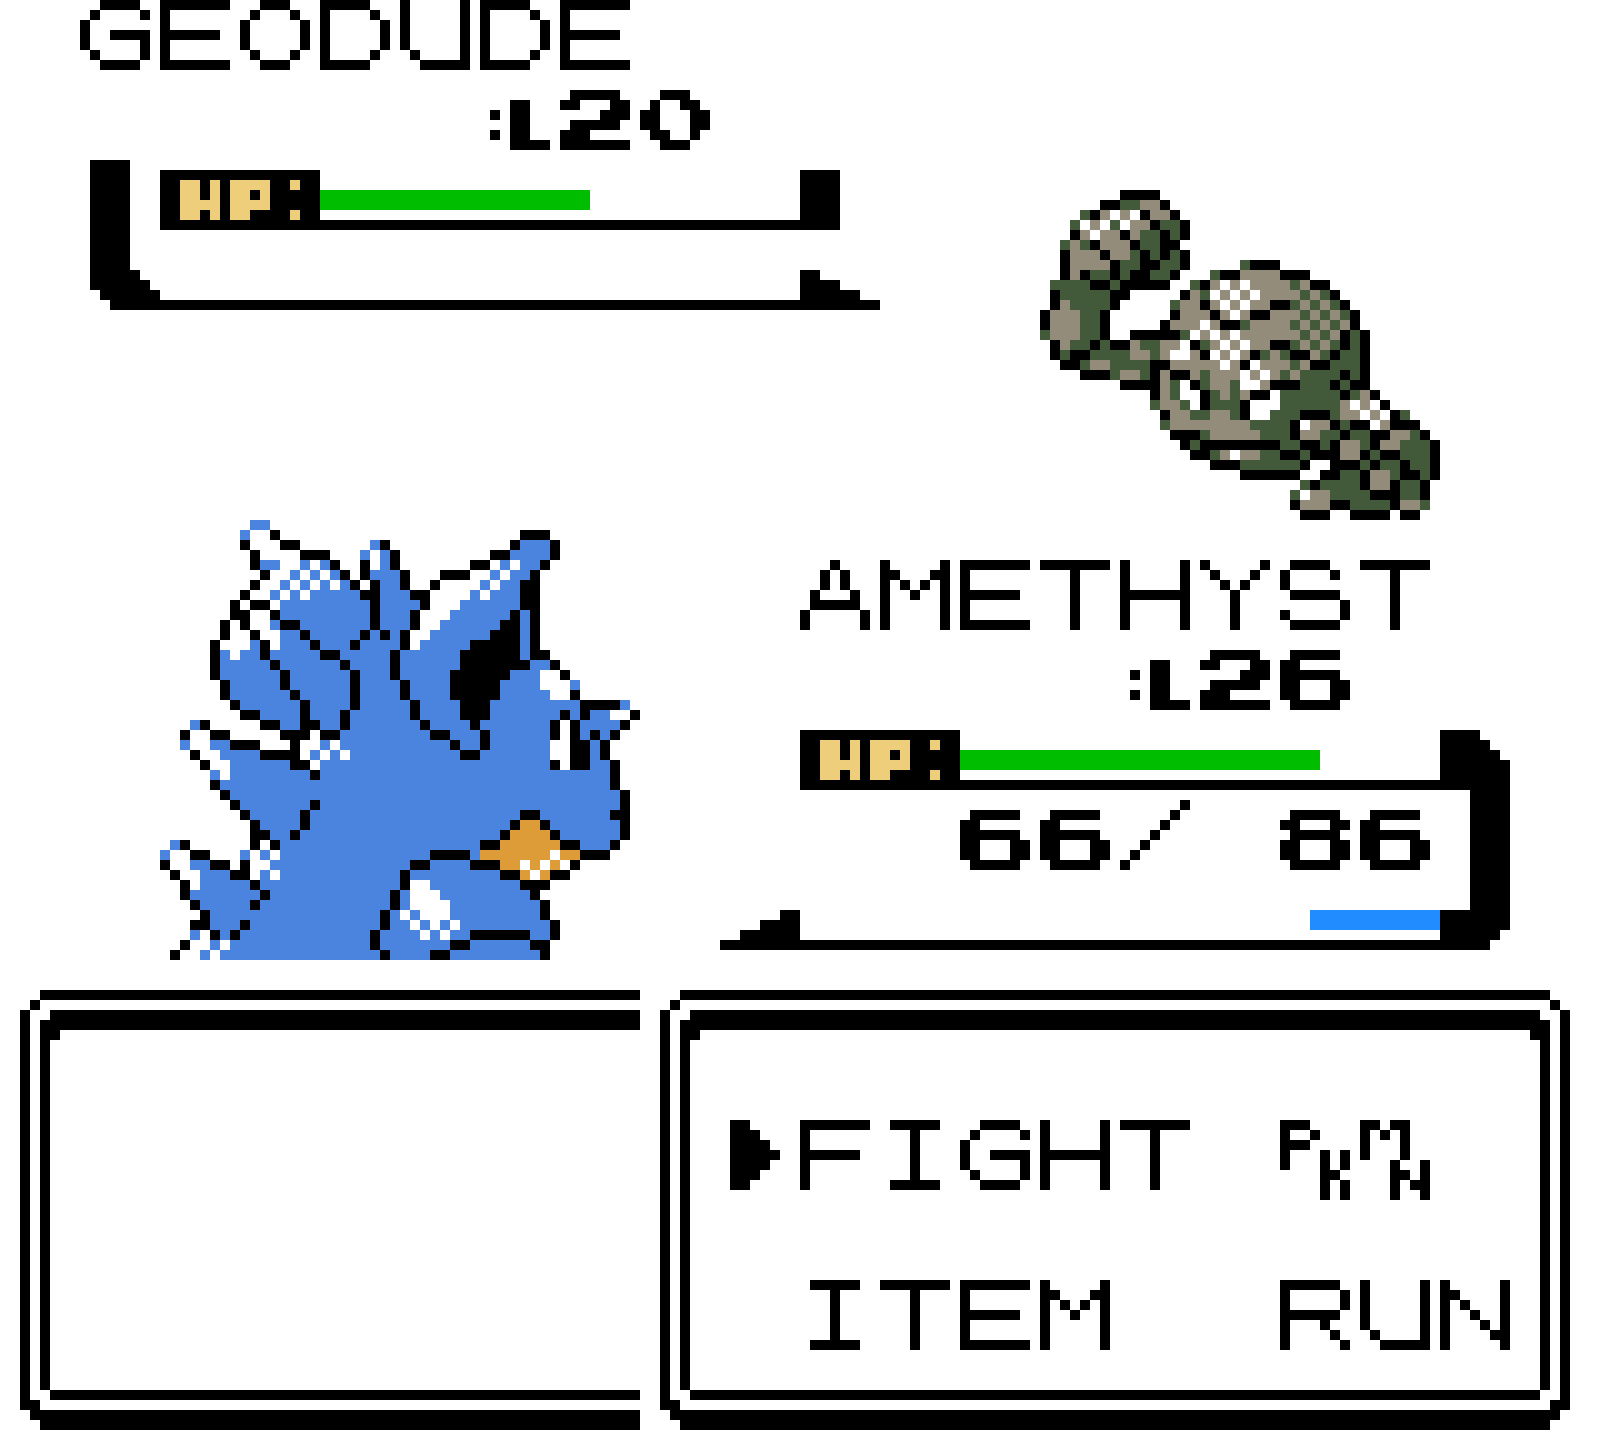 GEODUDE
:L20
HP:
AMETHYST
:L26
HP:
66/ 86
▶FIGHT PKMN
ITEM RUN